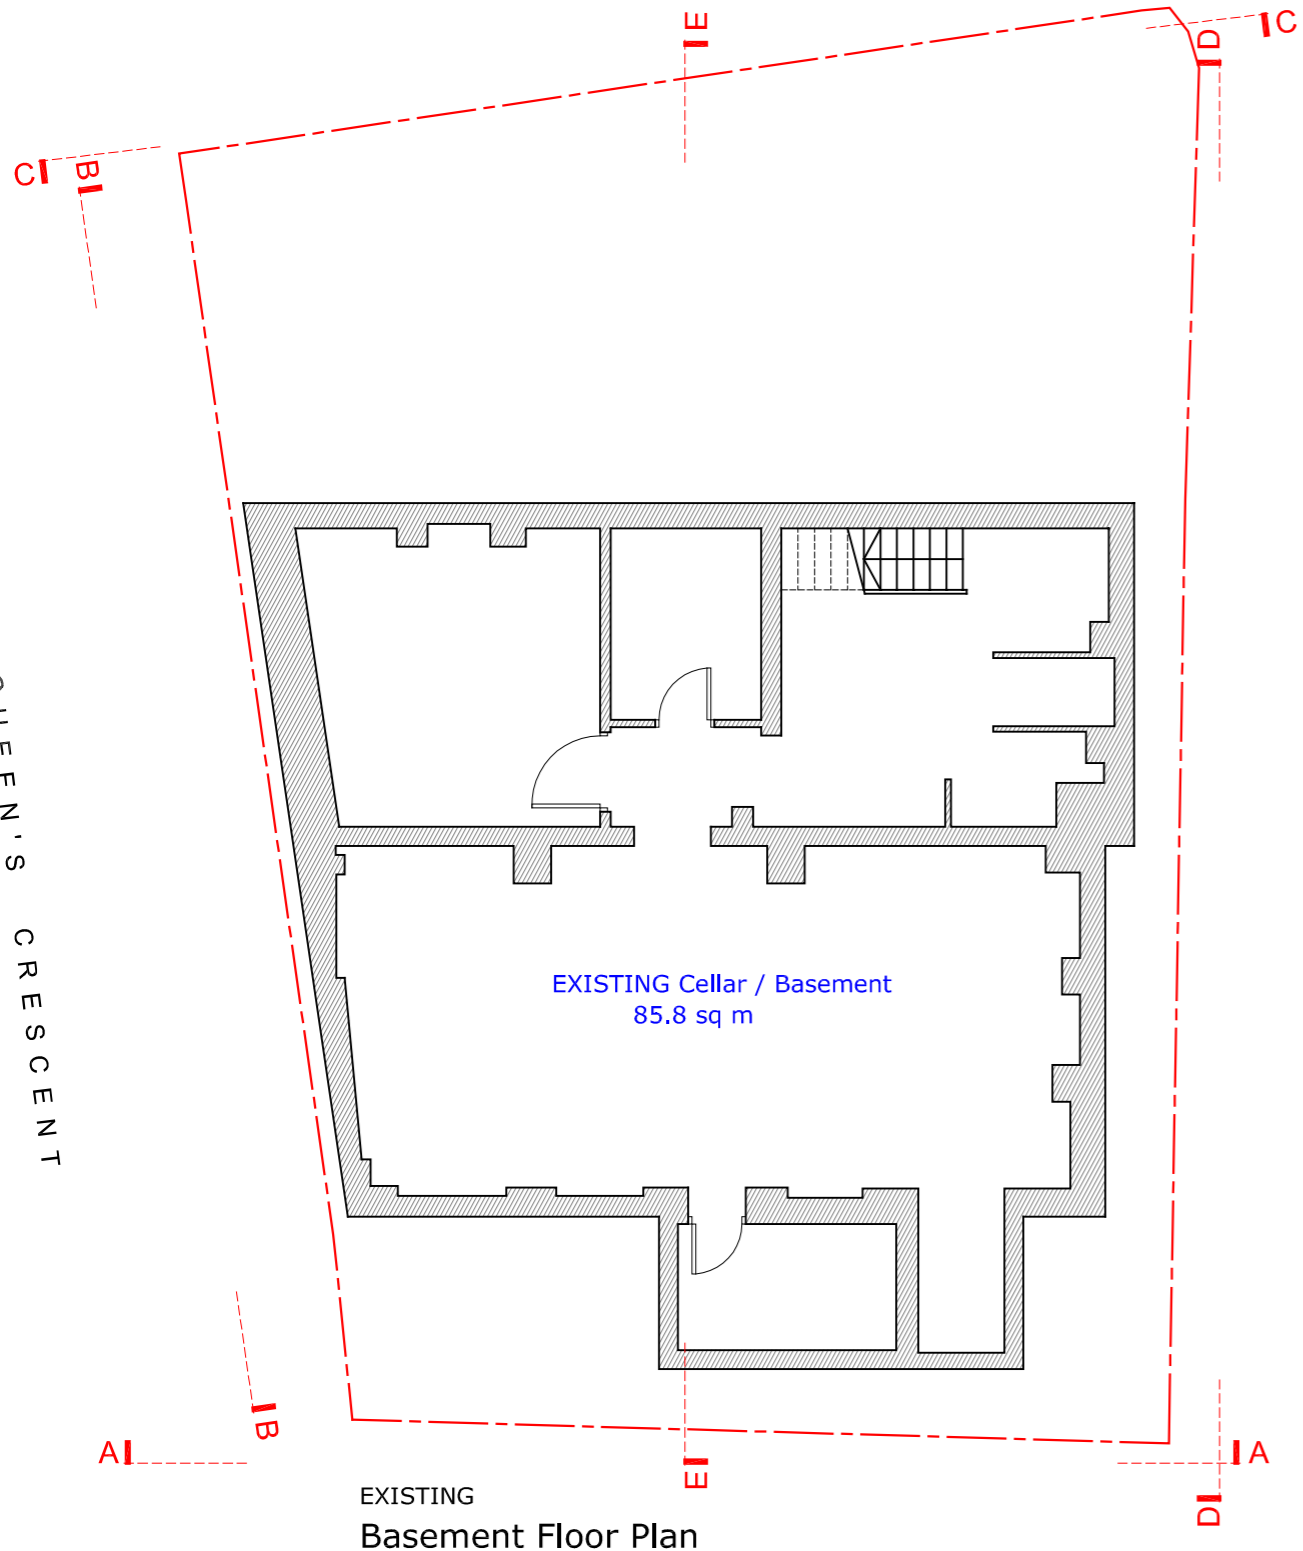 E
C
D
C
B
QUEEN'S CRESCENT
EXISTING Cellar / Basement
85.8 sq m
B
A
A
E
D
EXISTING
Basement Floor Plan